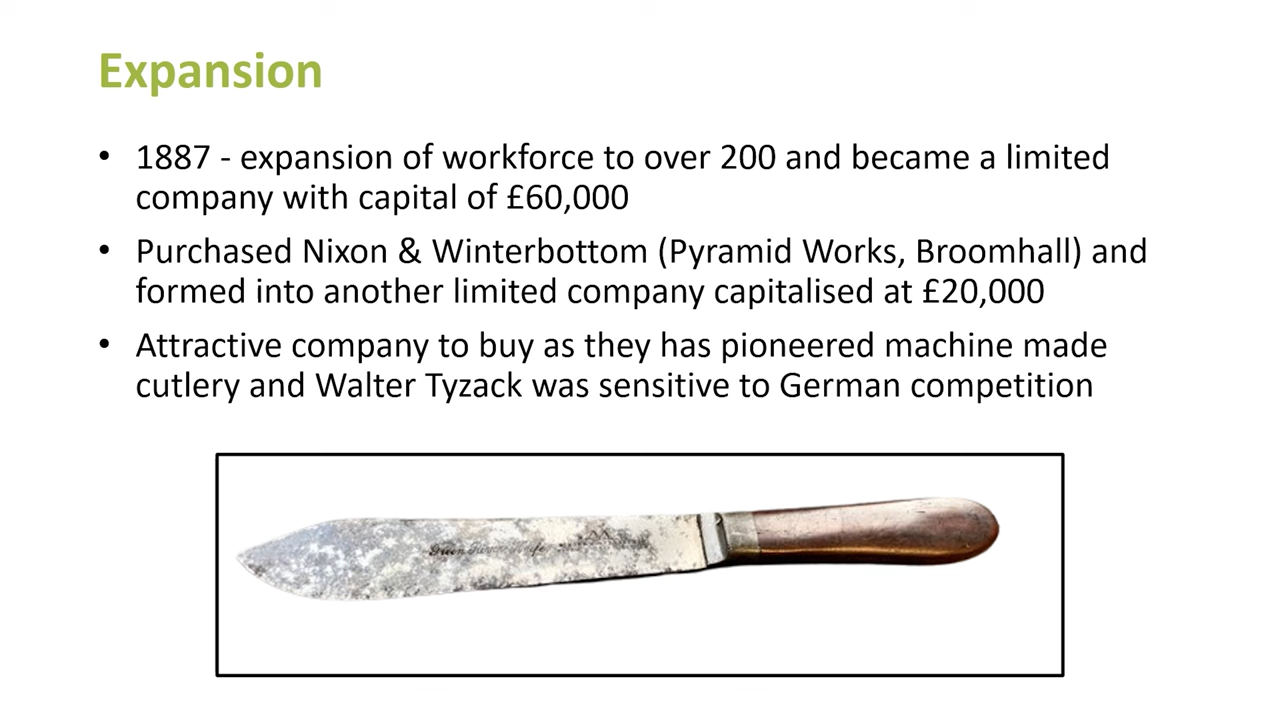 Expansion
• 1887 - expansion of workforce to over 200 and became a limited
company with capital of £60,000
• Purchased Nixon & Winterbottom (Pyramid Works, Broomhall) and
formed into another limited company capitalised at £20,000
• Attractive company to buy as they has pioneered machine made
cutlery and Walter Tyzack was sensitive to German competition
Green River